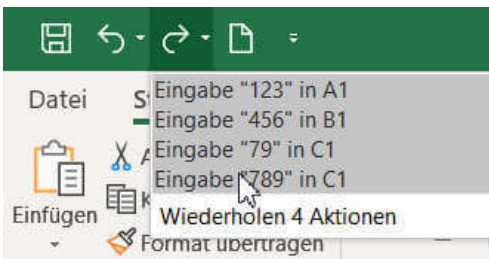 Datei
Eingabe "123" in A1
Eingabe "456" in B1
Eingabe "79" in C1
Eingabe "789" in C1
Wiederholen 4 Aktionen
Einfügen
Format übertragen